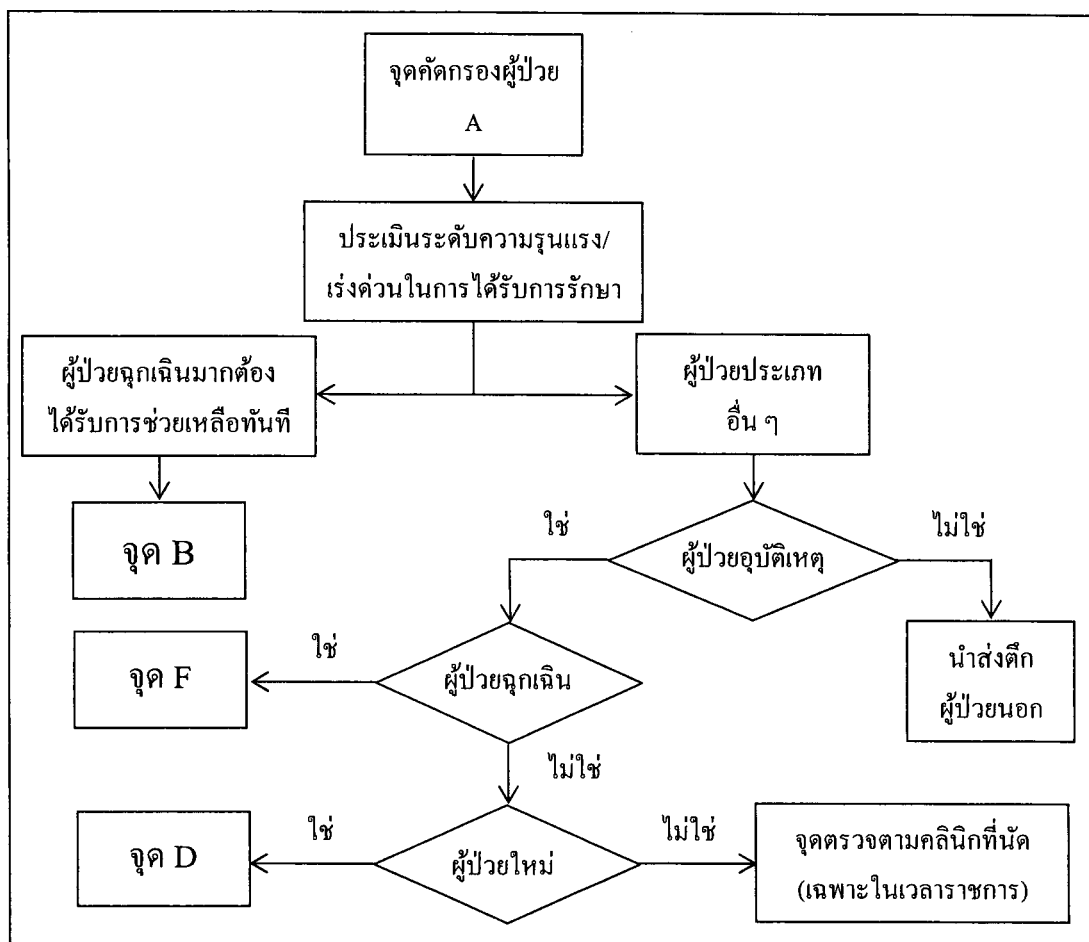 จุดคัดกรองผู้ป่วย
A
ประเมินระดับความรุนแรง/
เร่งด่วนในการได้รับการรักษา
ผู้ป่วยฉุกเฉินมากต้อง
ได้รับการช่วยเหลือทันที
ผู้ป่วยประเภท
อื่น ๆ
จุด B
ใช่
ไม่ใช่
ผู้ป่วยอุบัติเหตุ
นำส่งตึก
ผู้ป่วยนอก
ใช่
จุด F
ผู้ป่วยฉุกเฉิน
ไม่ใช่
ใช่
ไม่ใช่
จุด D
ผู้ป่วยใหม่
จุดตรวจตามคลินิกที่นัด
(เฉพาะในเวลาราชการ)